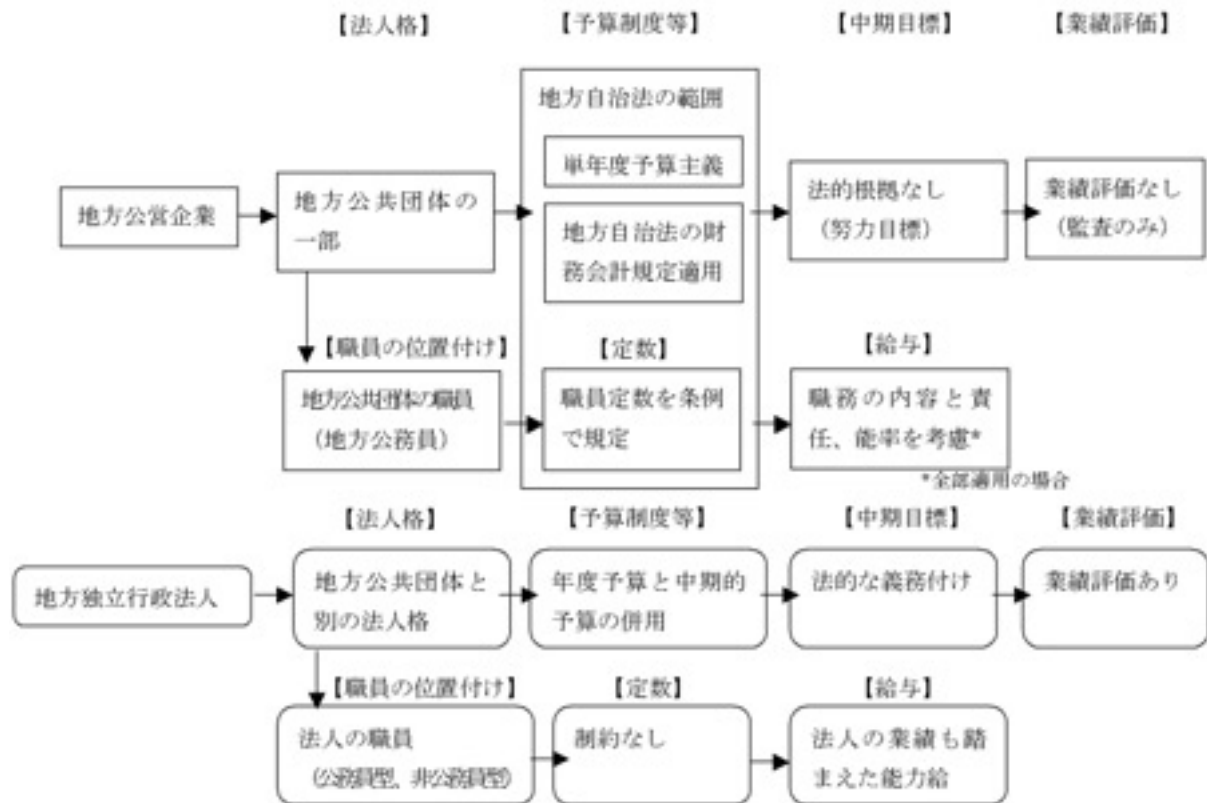 【法人格】 【予算制度等】 【中期目標】 【業績評価】
地方自治法の範囲
単年度予算主義
地方公営企業
地方公共団体の
一部
地方自治法の財
務会計規定適用
法的根拠なし
(努力目標)
業績評価なし
(監査のみ)
【職員の位置付け】 【定数】 【給与】
地方公共団体の職員
(地方公務員)
職員定数を条例
で規定
職務の内容と責
任、能率を考慮*
*全部適用の場合
【法人格】 【予算制度等】 【中期目標】 【業績評価】
地方独立行政法人
地方公共団体と
別の法人格
年度予算と中期的
予算の併用
法的な義務付け
業績評価あり
【職員の位置付け】 【定数】 【給与】
法人の職員
(公務員型、非公務員型)
制約なし
法人の業績も踏
まえた能力給